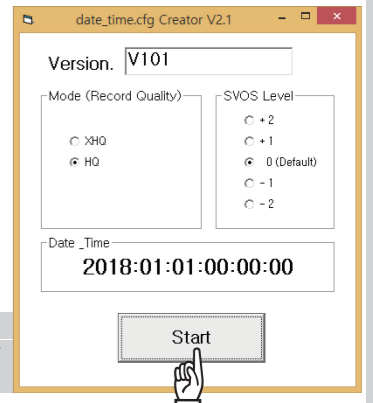 date_time.cfg Creator V2.1
Version. V101
Mode (Record Quality)
XHQ
HQ
SVOS Level
+ 2
+ 1
0 (Default)
- 1
- 2
Date _Time
2018:01:01:00:00:00
Start